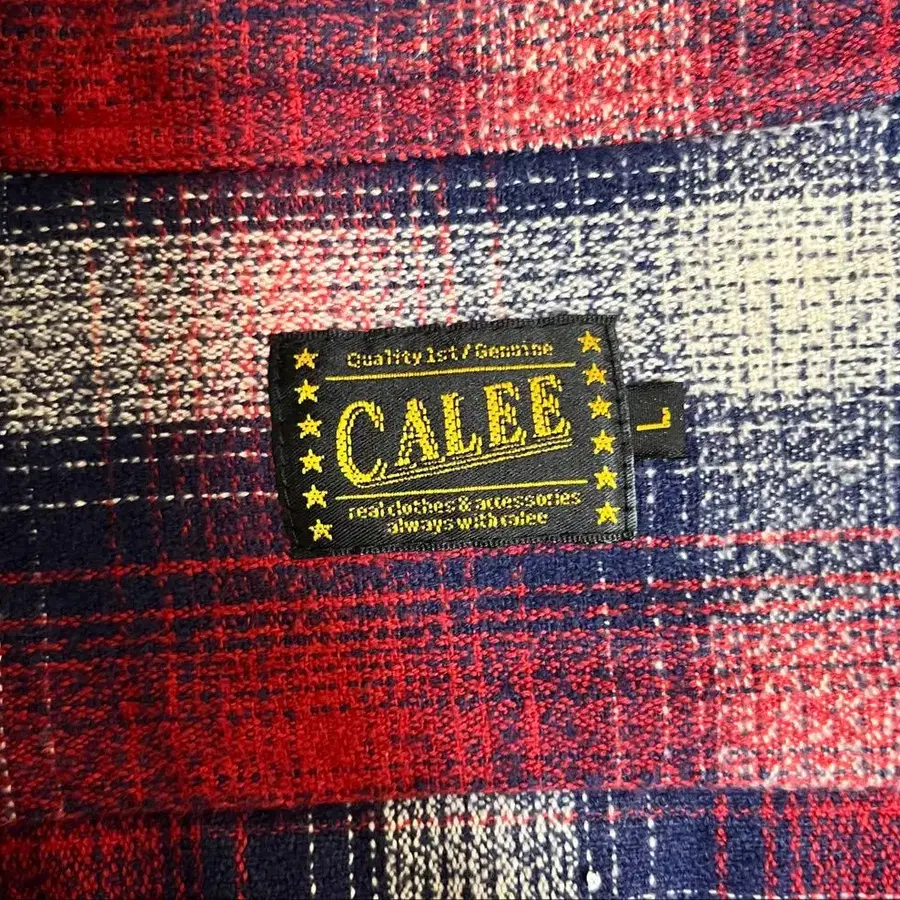 Quality 1st/Genuine
CALEE
L
real clothes & accessories
always with calee